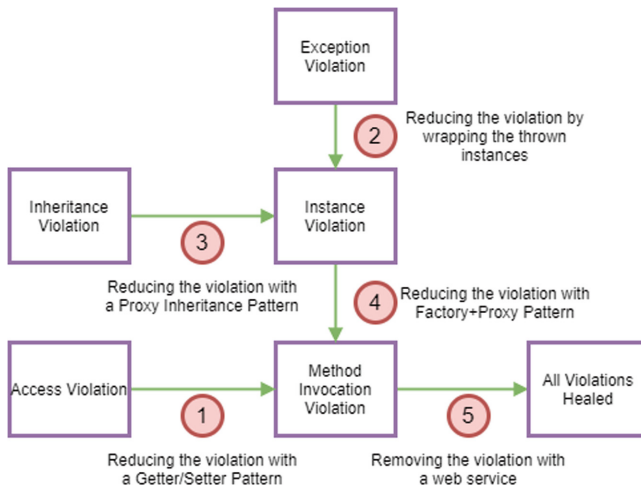 Exception
Violation
2
Reducing the violation by
wrapping the thrown
instances
Inheritance
Violation
3
Instance
Violation
Reducing the violation with
a Proxy Inheritance Pattern
4
Reducing the violation with
Factory+Proxy Pattern
Access Violation
1
Method
Invocation
Violation
5
All Violations
Healed
Reducing the violation with
a Getter/Setter Pattern
Removing the violation with
a web service